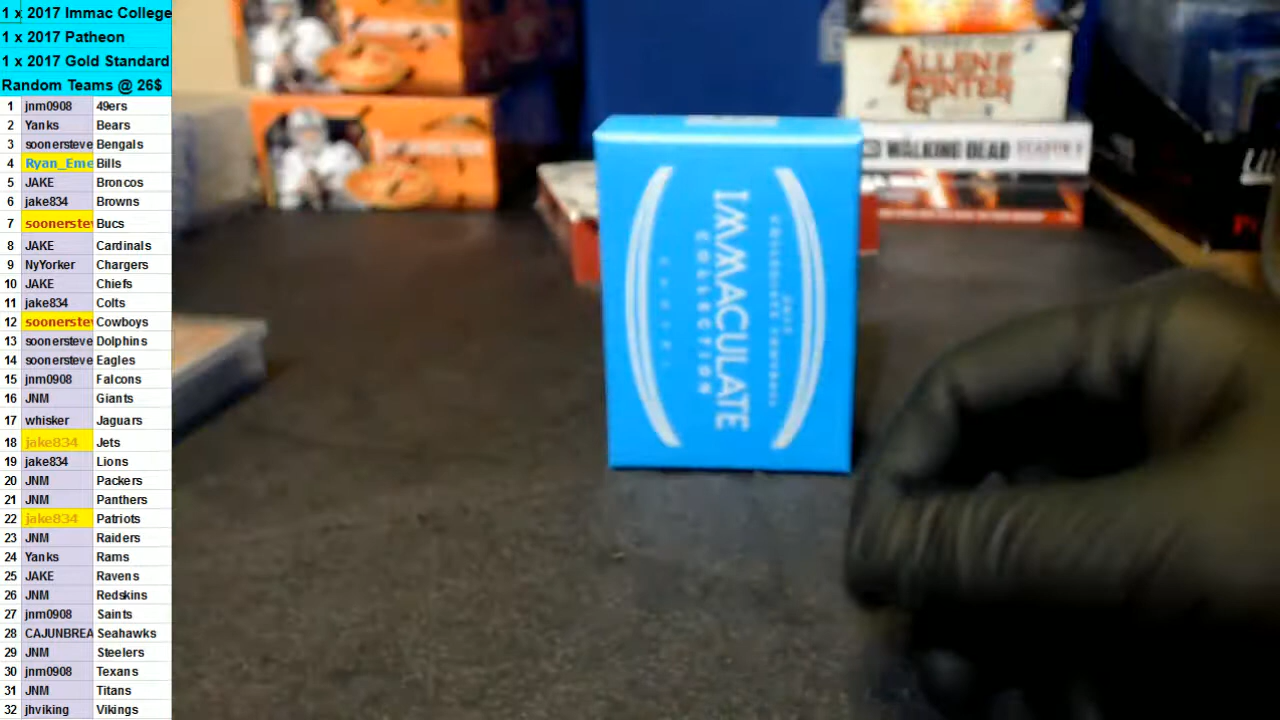 1 x 2017 Immac College
1 x 2017 Patheon
1 x 2017 Gold Standard
Random Teams @ 26$
1 jnm0908 49ers
2 Yanks Bears
3 soonersteve Bengals
4 Ryan_Eme Bills
5 JAKE Broncos
6 jake834 Browns
7 soonerste Bucs
8 JAKE Cardinals
9 NyYorker Chargers
10 JAKE Chiefs
11 jake834 Colts
12 soonerste Cowboys
13 soonersteve Dolphins
14 soonersteve Eagles
15 jnm0908 Falcons
16 JNM Giants
17 whisker Jaguars
18 jake834 Jets
19 jake834 Lions
20 JNM Packers
21 JNM Panthers
22 jake834 Patriots
23 JNM Raiders
24 Yanks Rams
25 JAKE Ravens
26 JNM Redskins
27 jnm0908 Saints
28 CAJUNBREA Seahawks
29 JNM Steelers
30 jnm0908 Texans
31 JNM Titans
32 jhviking Vikings
2017
IMMACULATE
COLLECTION
ALLEN &
GINTER
WALKING DEAD